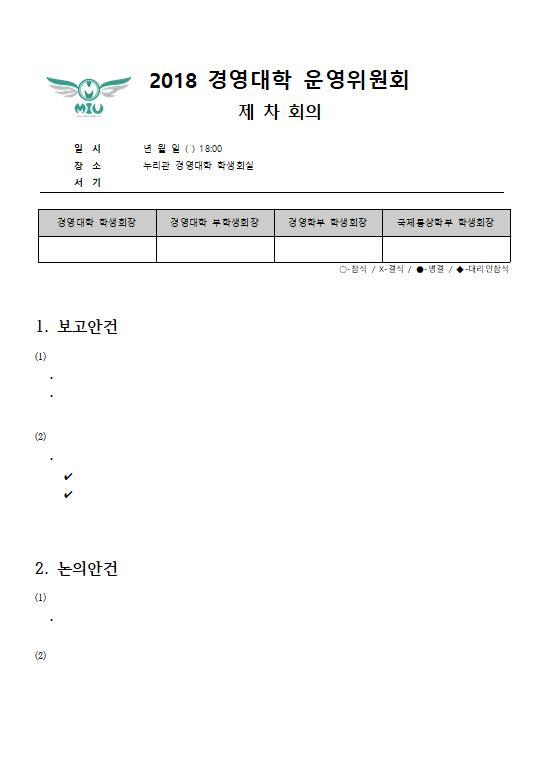 2018 경영대학 운영위원회
MIU
제 차 회의
일 시 년 월 일 ( ) 18:00
장 소 누리관 경영대학 학생회실
서 기
경영대학 학생회장 경영대학 부학생회장 경영학부 학생회장 국제통상학부 학생회장
○-참석 / X-결석 / ●-병결 / ◆-대리인참석
1. 보고안건
(1)
·
·
(2)
·
✔
✔
2. 논의안건
(1)
·
(2)